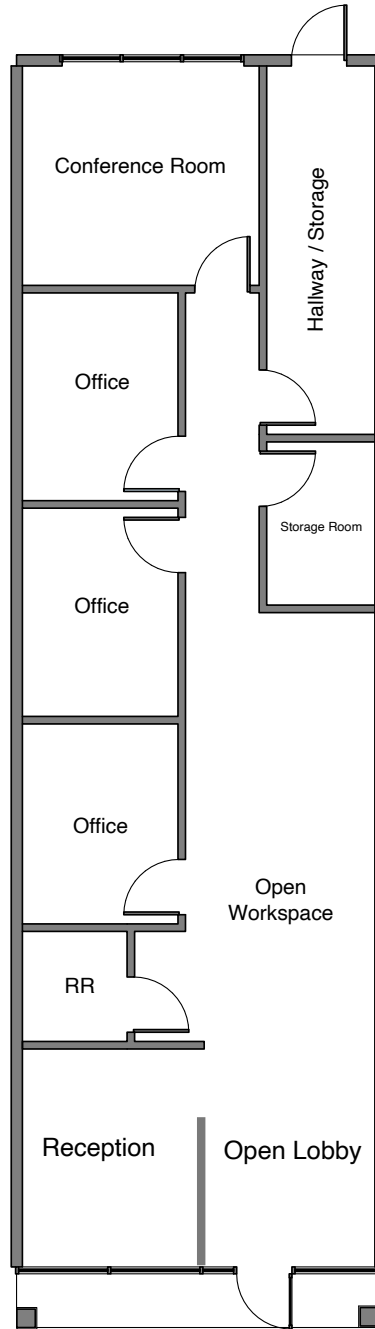 Conference Room
Hallway / Storage
Office
Storage Room
Office
Office
Open
Workspace
RR
Reception
Open Lobby